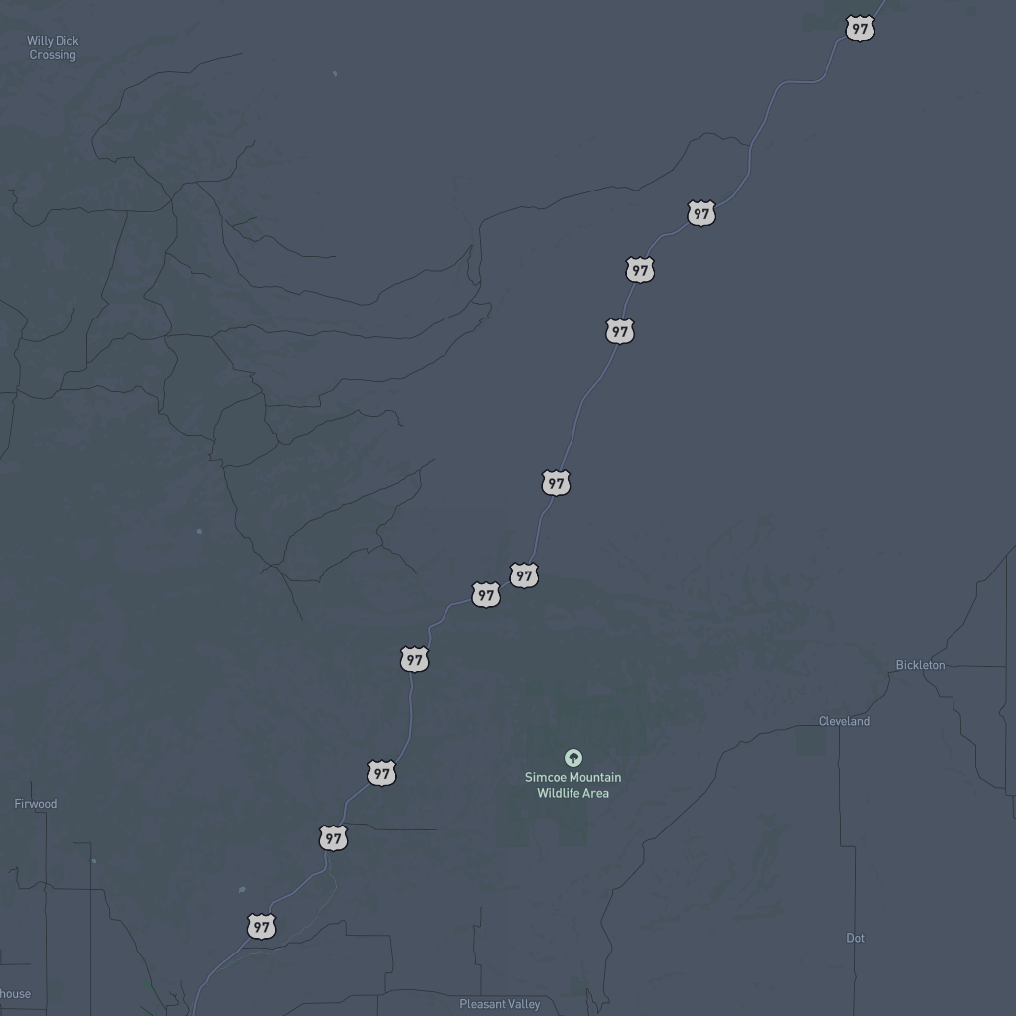 97
Willy Dick
Crossing
97
97
97
97
97
97
97
Bickleton
Cleveland
97
Simcoe Mountain
Wildlife Area
Firwood
97
97
Dot
house
Pleasant Valley